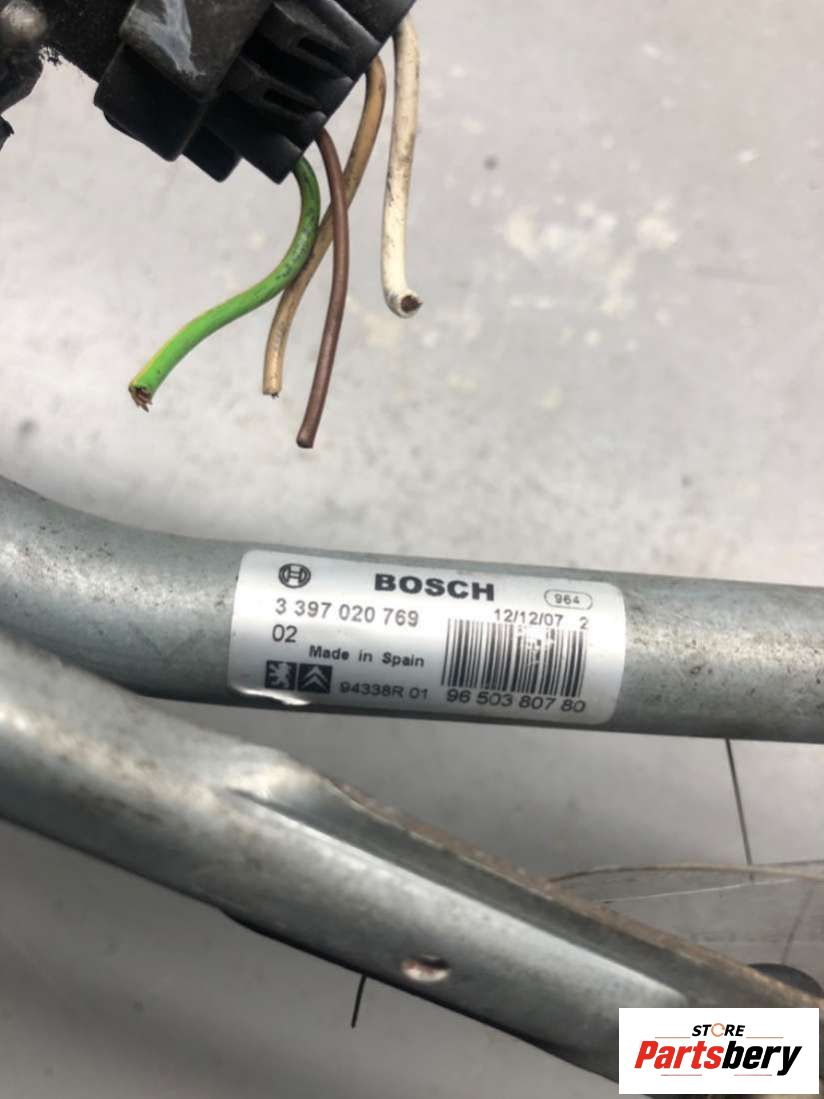 BOSCH
964
3 397 020 769
12/12/07 2
02
Made in Spain
94338R 01
96 503 807 80
STORE
Partsbery